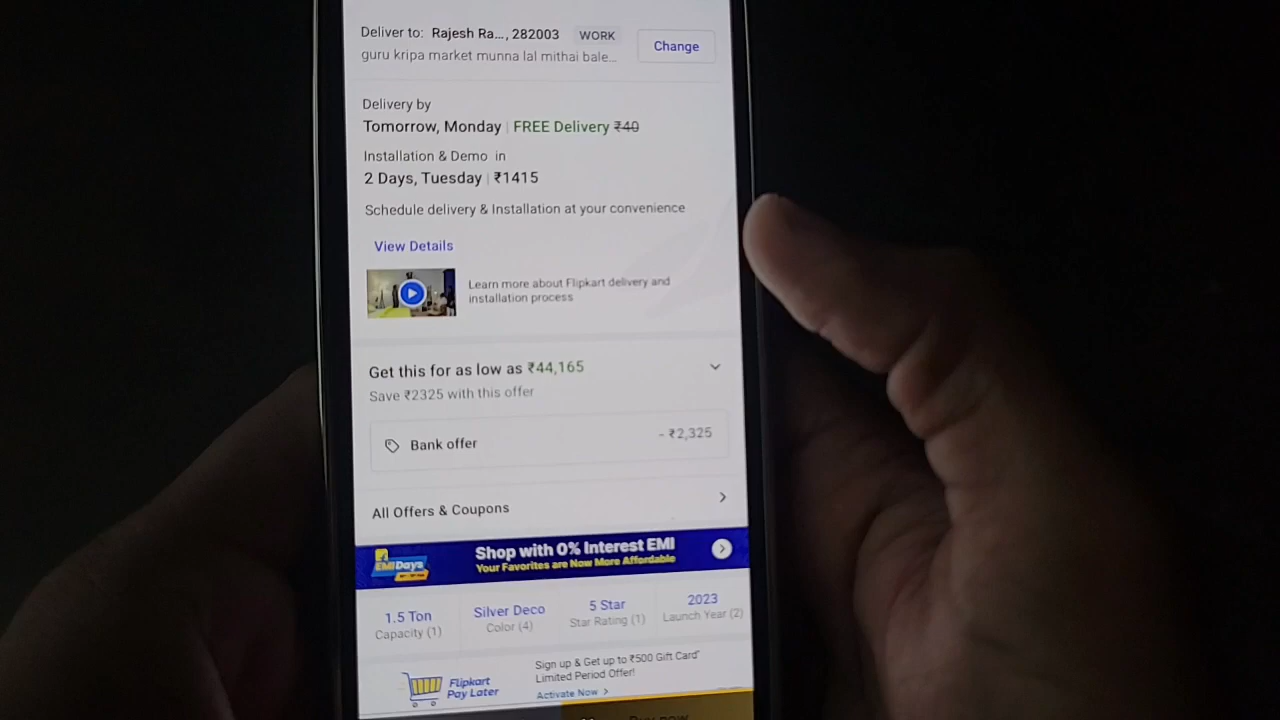 Deliver to: Rajesh Ra..., 282003 WORK
Change
guru kripa market munna lal mithai bale...
Delivery by
Tomorrow, Monday | FREE Delivery ₹40
Installation & Demo in
2 Days, Tuesday | ₹1415
Schedule delivery & Installation at your convenience
View Details
Learn more about Flipkart delivery and
installation process
Get this for as low as ₹44,165
Save ₹2325 with this offer
Bank offer - ₹2,325
All Offers & Coupons
EMI Days
Shop with 0% Interest EMI
Your Favorites are Now More Affordable
1.5 Ton
Capacity (1)
Silver Deco
Color (4)
5 Star
Star Rating (1)
2023
Launch Year (2)
Flipkart
Pay Later
Sign up & Get up to ₹500 Gift Card*
Limited Period Offer!
Activate Now >
Buy now